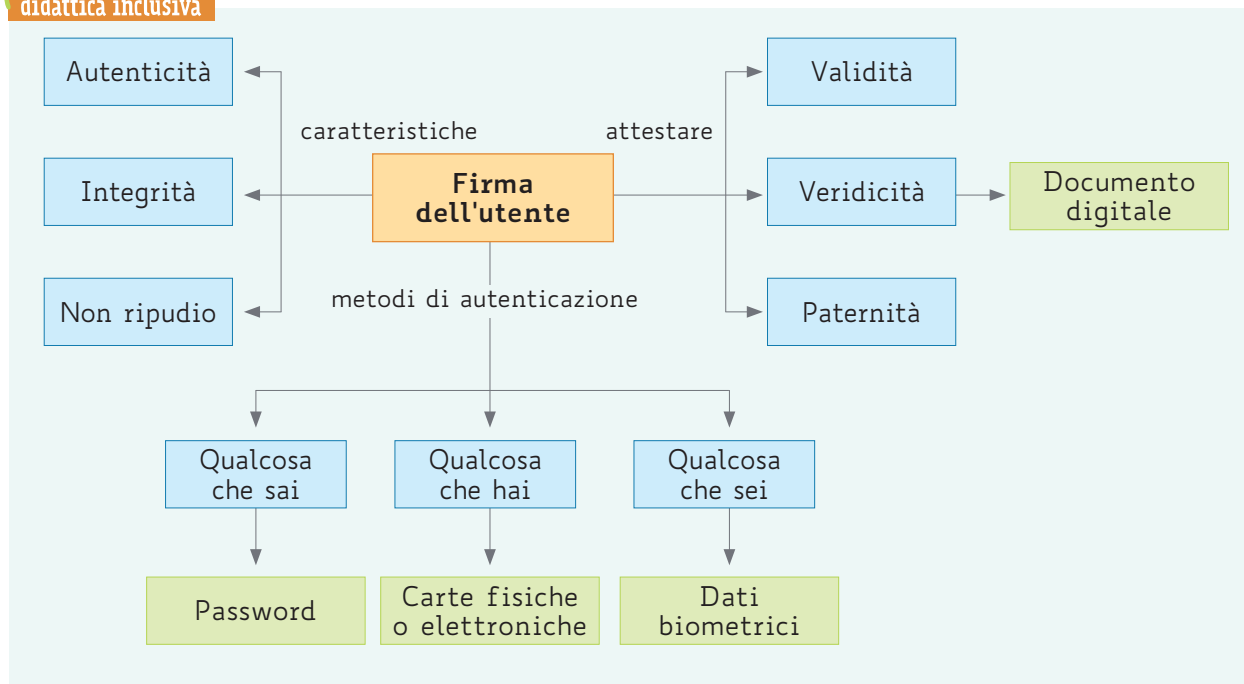 didattica inclusiva
Autenticità
Validità
caratteristiche
attestare
Integrità
Firma
dell'utente
Veridicità
Documento
digitale
Non ripudio
metodi di autenticazione
Paternità
Qualcosa
che sai
Qualcosa
che hai
Qualcosa
che sei
Password
Carte fisiche
o elettroniche
Dati
biometrici